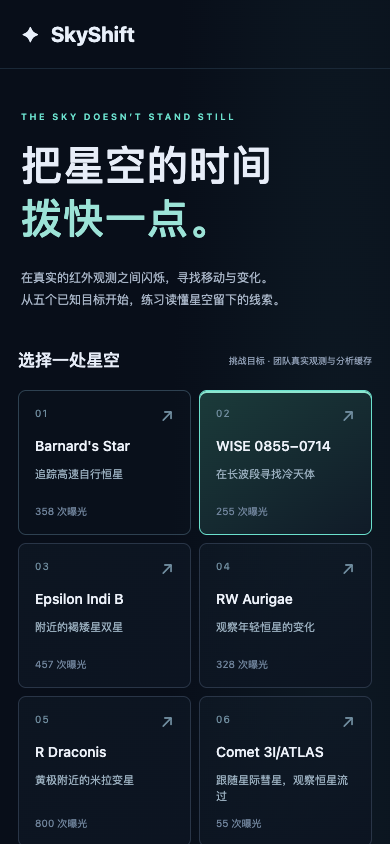 SkyShift
THE SKY DOESN'T STAND STILL
把星空的时间
拨快一点。
在真实的红外观测之间闪烁，寻找移动与变化。
从五个已知目标开始，练习读懂星空留下的线索。
选择一处星空
挑战目标 · 团队真实观测与分析缓存
01
Barnard's Star
追踪高速自行恒星
358 次曝光
02
WISE 0855−0714
在长波段寻找冷天体
255 次曝光
03
Epsilon Indi B
附近的褐矮星双星
457 次曝光
04
RW Aurigae
观察年轻恒星的变化
328 次曝光
05
R Draconis
黄极附近的米拉变星
800 次曝光
06
Comet 3I/ATLAS
跟随星际彗星，观察恒星流
过
55 次曝光